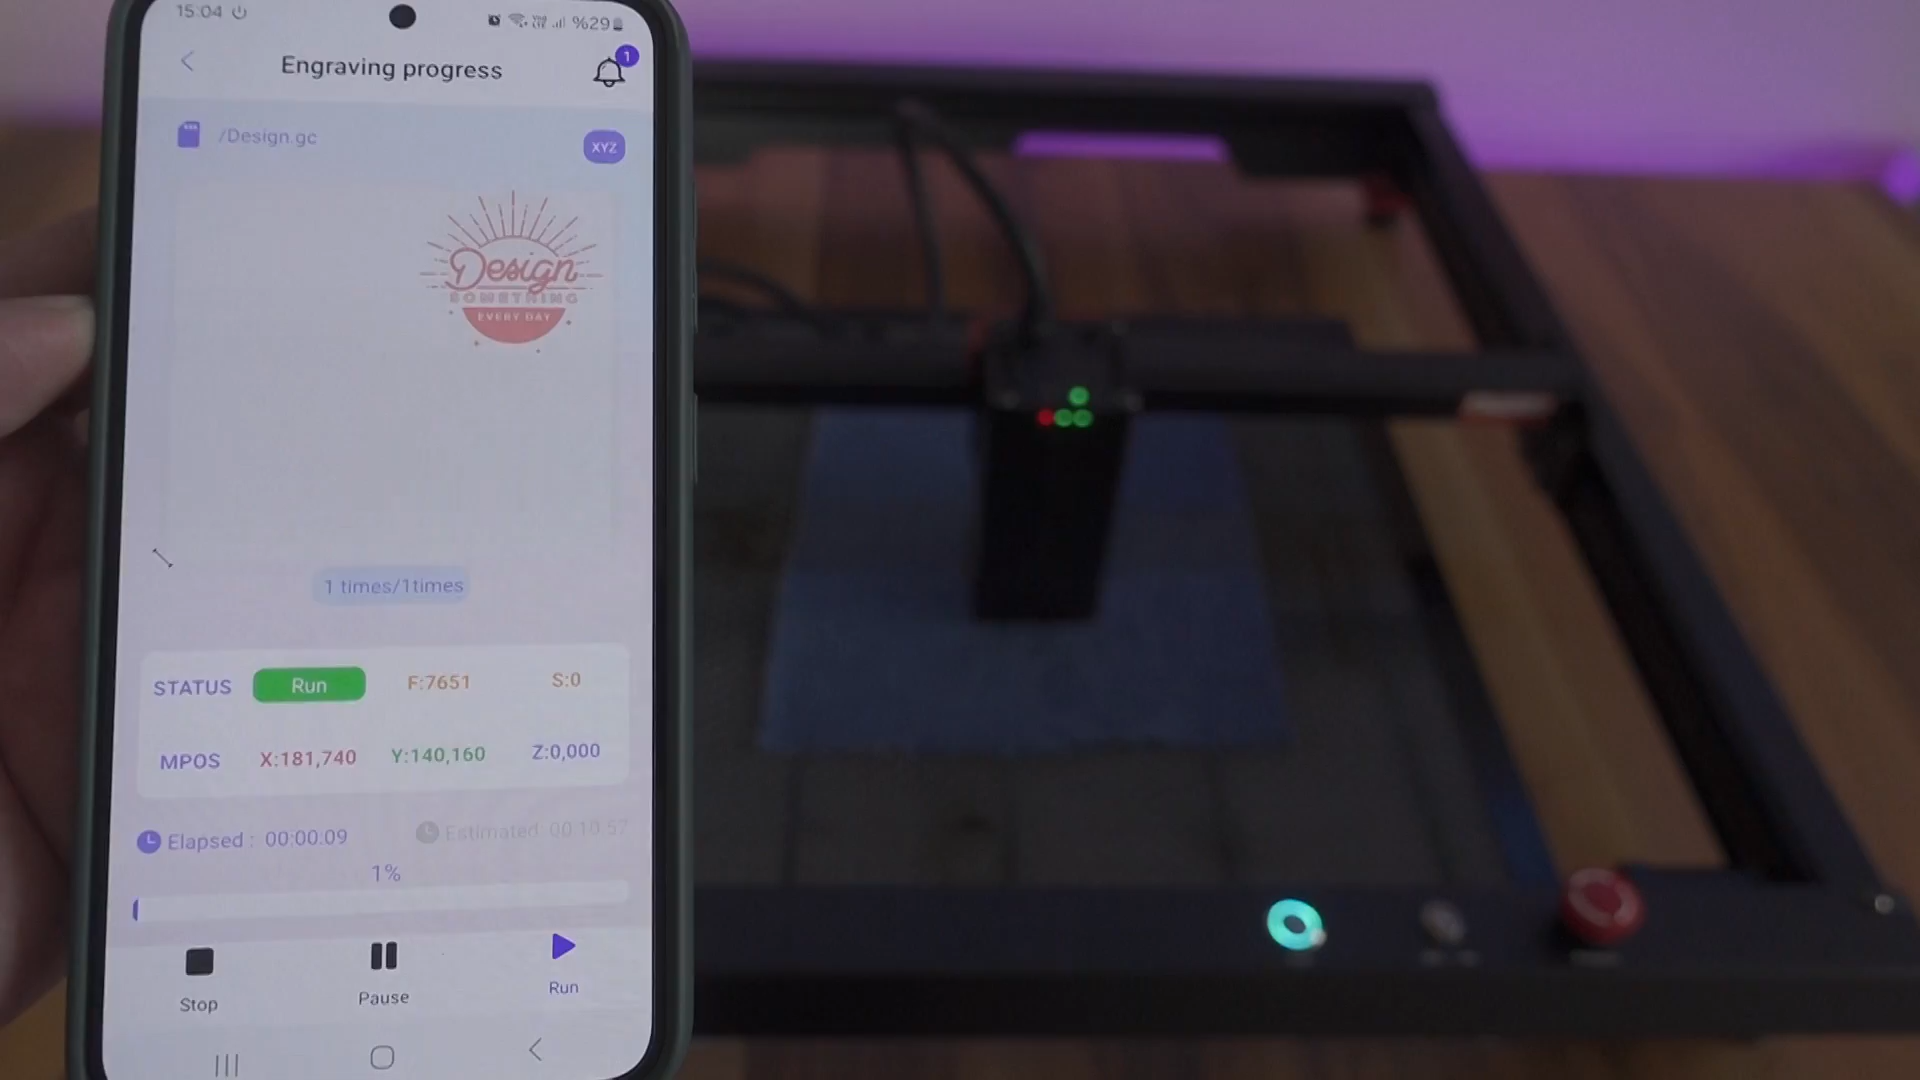 15:04
%29
Engraving progress
1
/Design.gc
XYZ
Design
SOMETHING
EVERY DAY
1 times/1times
STATUS Run F:7651 S:0
MPOS X:181,740 Y:140,160 Z:0,000
Elapsed : 00:00:09 Estimated: 00:10:57
1%
Stop Pause Run